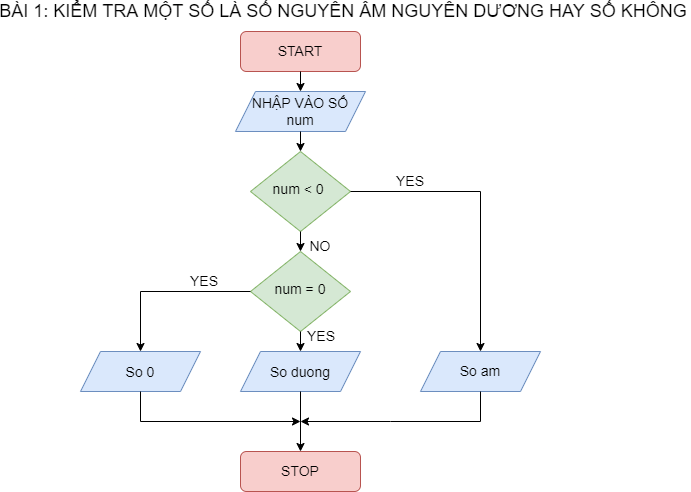 BÀI 1: KIỂM TRA MỘT SỐ LÀ SỐ NGUYÊN ÂM NGUYÊN DƯƠNG HAY SỐ KHÔNG
START
NHẬP VÀO SỐ
num
num < 0
YES
NO
num = 0
YES
YES
So 0
So duong
So am
STOP